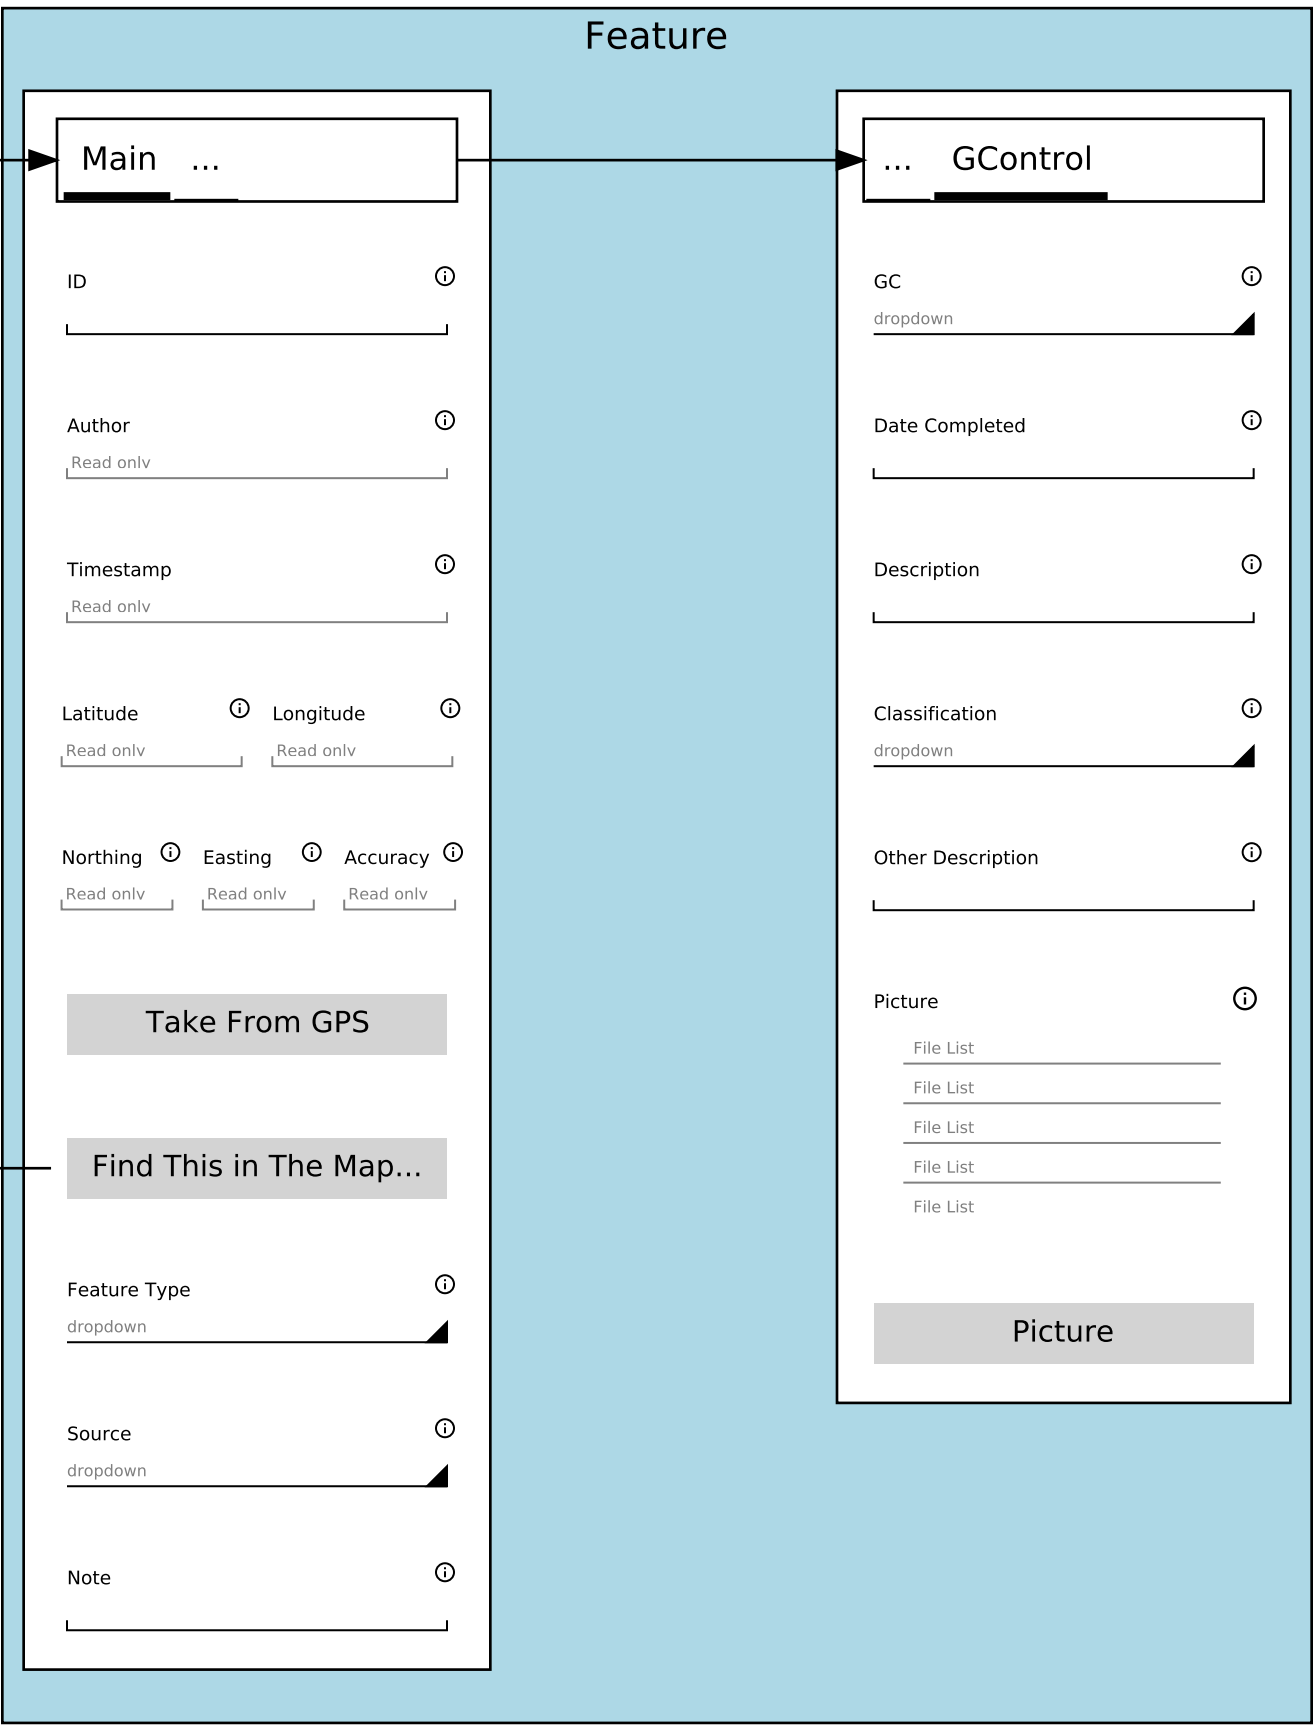 Feature
Main ...
ID
Author
Read only
Timestamp
Read only
Latitude Longitude
Read only Read only
Northing Easting Accuracy
Read only Read only Read only
Take From GPS
Find This in The Map...
Feature Type
dropdown
Source
dropdown
Note
... GControl
GC
dropdown
Date Completed
Description
Classification
dropdown
Other Description
Picture
File List
File List
File List
File List
File List
Picture